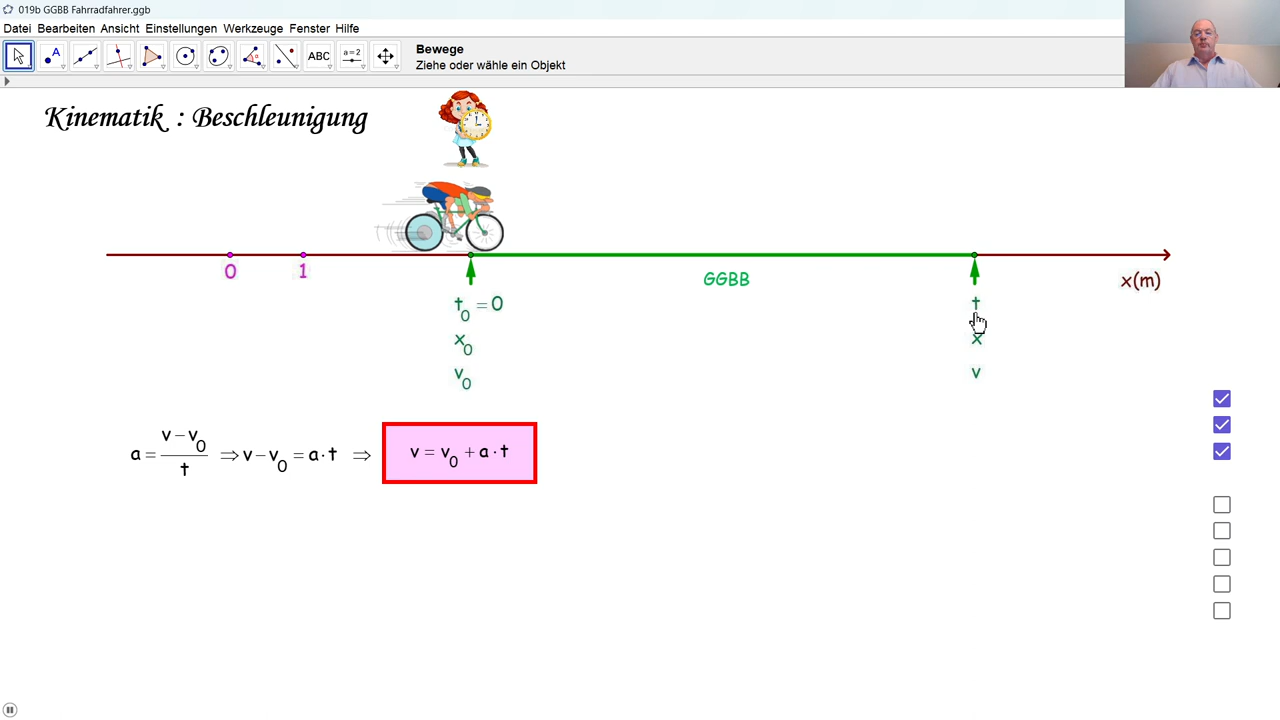 019b GGBB Fahrradfahrer.ggb
Datei Bearbeiten Ansicht Einstellungen Werkzeuge Fenster Hilfe
A ABC a=2
Bewege
Ziehe oder wähle ein Objekt
Kinematik : Beschleunigung
0 1
GGBB
x(m)
t₀ = 0 t
x₀ x
v₀ v
a = (v − v₀)/t ⇒ v − v₀ = a · t ⇒ v = v₀ + a · t